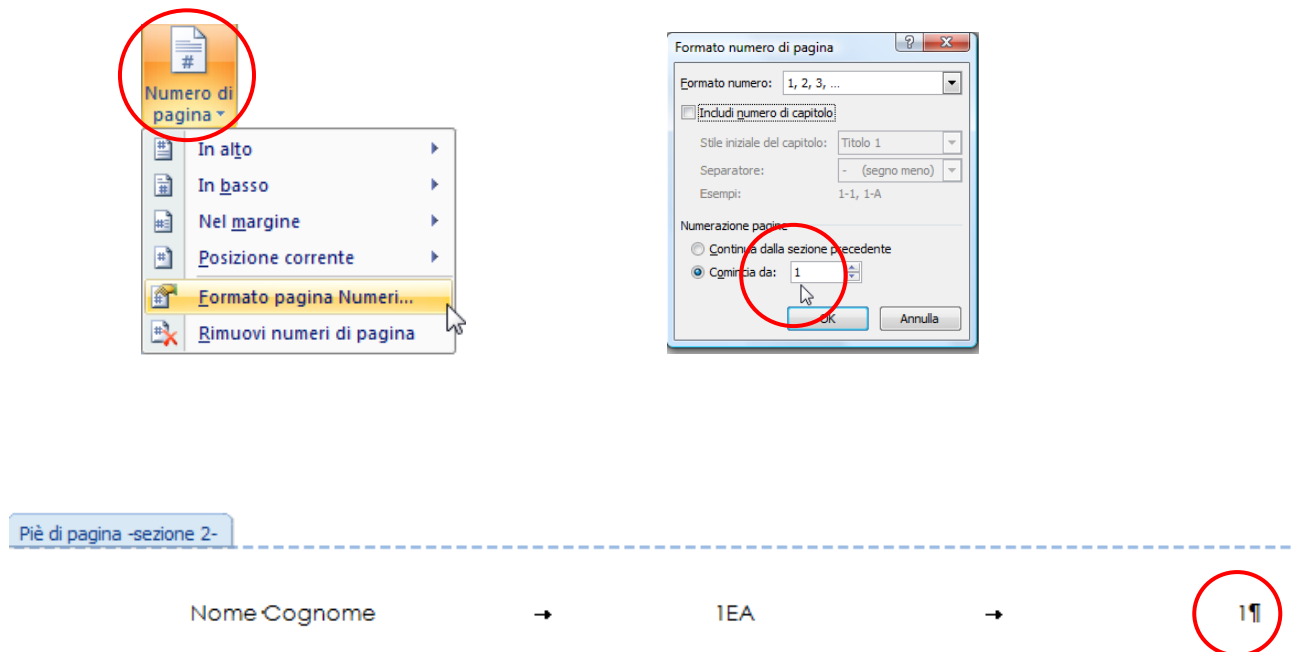 #
Numero di
pagina
In alto
In basso
Nel margine
Posizione corrente
Formato pagina Numeri...
Rimuovi numeri di pagina
Formato numero di pagina
Formato numero: 1, 2, 3, ...
Includi numero di capitolo
Stile iniziale del capitolo: Titolo 1
Separatore: - (segno meno)
Esempi: 1-1, 1-A
Numerazione pagine
Continua dalla sezione precedente
Comincia da: 1
OK Annulla
Piè di pagina -sezione 2-
Nome·Cognome → 1EA → 1¶